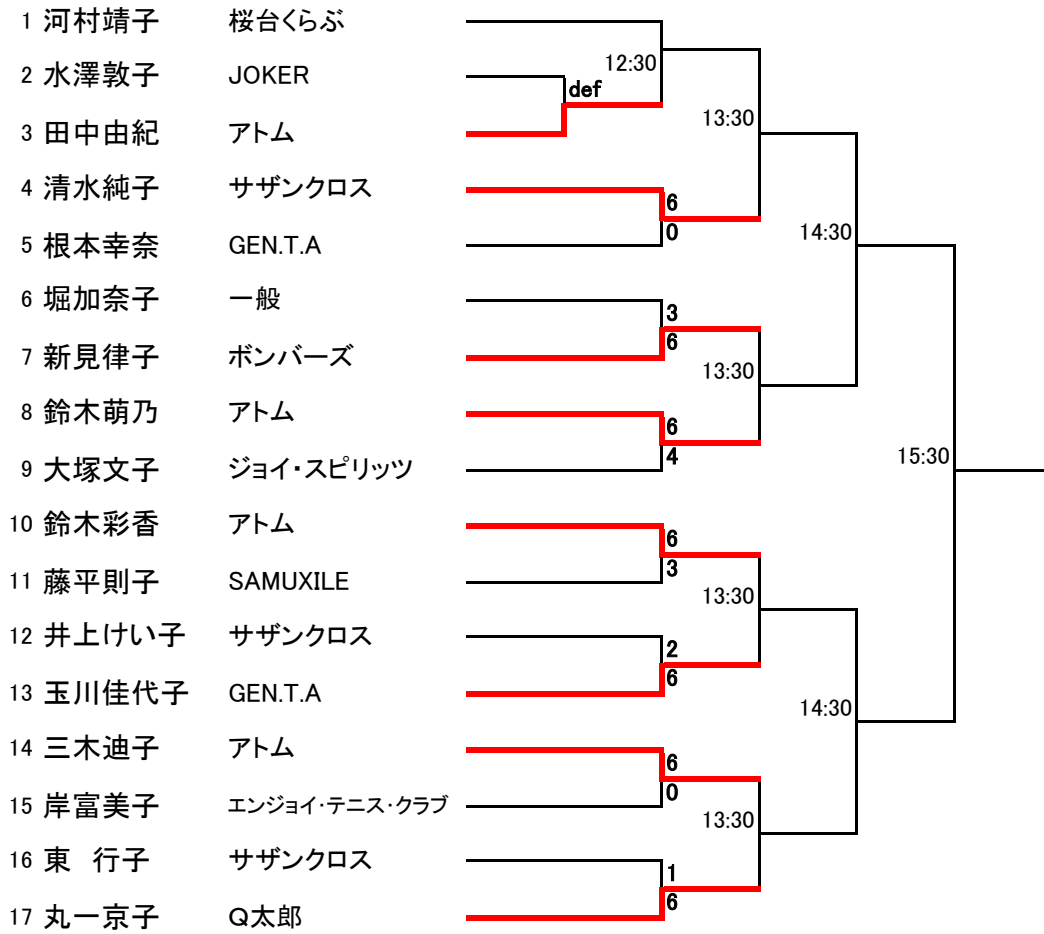 1 河村靖子 桜台くらぶ
12:30
2 水澤敦子 JOKER
def
13:30
3 田中由紀 アトム
4 清水純子 サザンクロス
6
0
14:30
5 根本幸奈 GEN.T.A
6 堀加奈子 一般
3
6
7 新見律子 ボンバーズ
13:30
8 鈴木萌乃 アトム
6
4
15:30
9 大塚文子 ジョイ・スピリッツ
10 鈴木彩香 アトム
6
3
11 藤平則子 SAMUXILE
13:30
12 井上けい子 サザンクロス
2
6
13 玉川佳代子 GEN.T.A
14:30
14 三木迪子 アトム
6
0
15 岸富美子 エンジョイ・テニス・クラブ
13:30
16 東 行子 サザンクロス
1
6
17 丸一京子 Q太郎